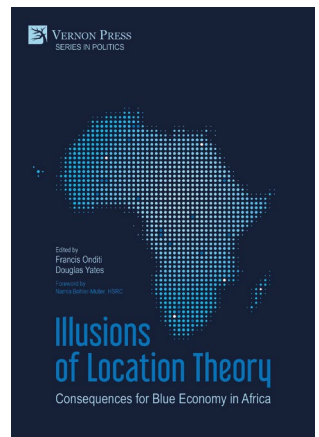 VERNON PRESS
SERIES IN POLITICS
Edited by
Francis Onditi
Douglas Yates
Foreword by
Narnia Bohler-Muller, HSRC
Illusions
of Location Theory
Consequences for Blue Economy in Africa